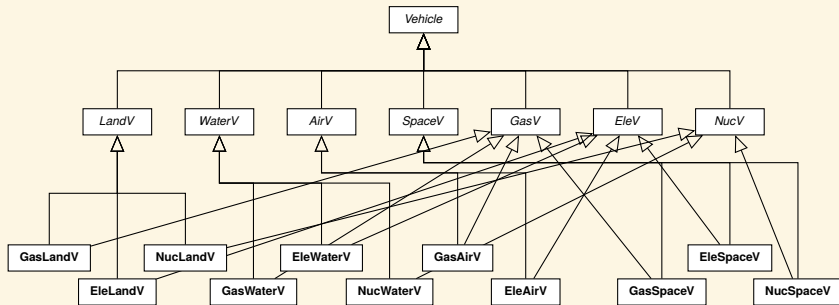 Vehicle
LandV WaterV AirV SpaceV GasV EleV NucV
GasLandV NucLandV EleWaterV GasAirV EleSpaceV
EleLandV GasWaterV NucWaterV EleAirV GasSpaceV NucSpaceV